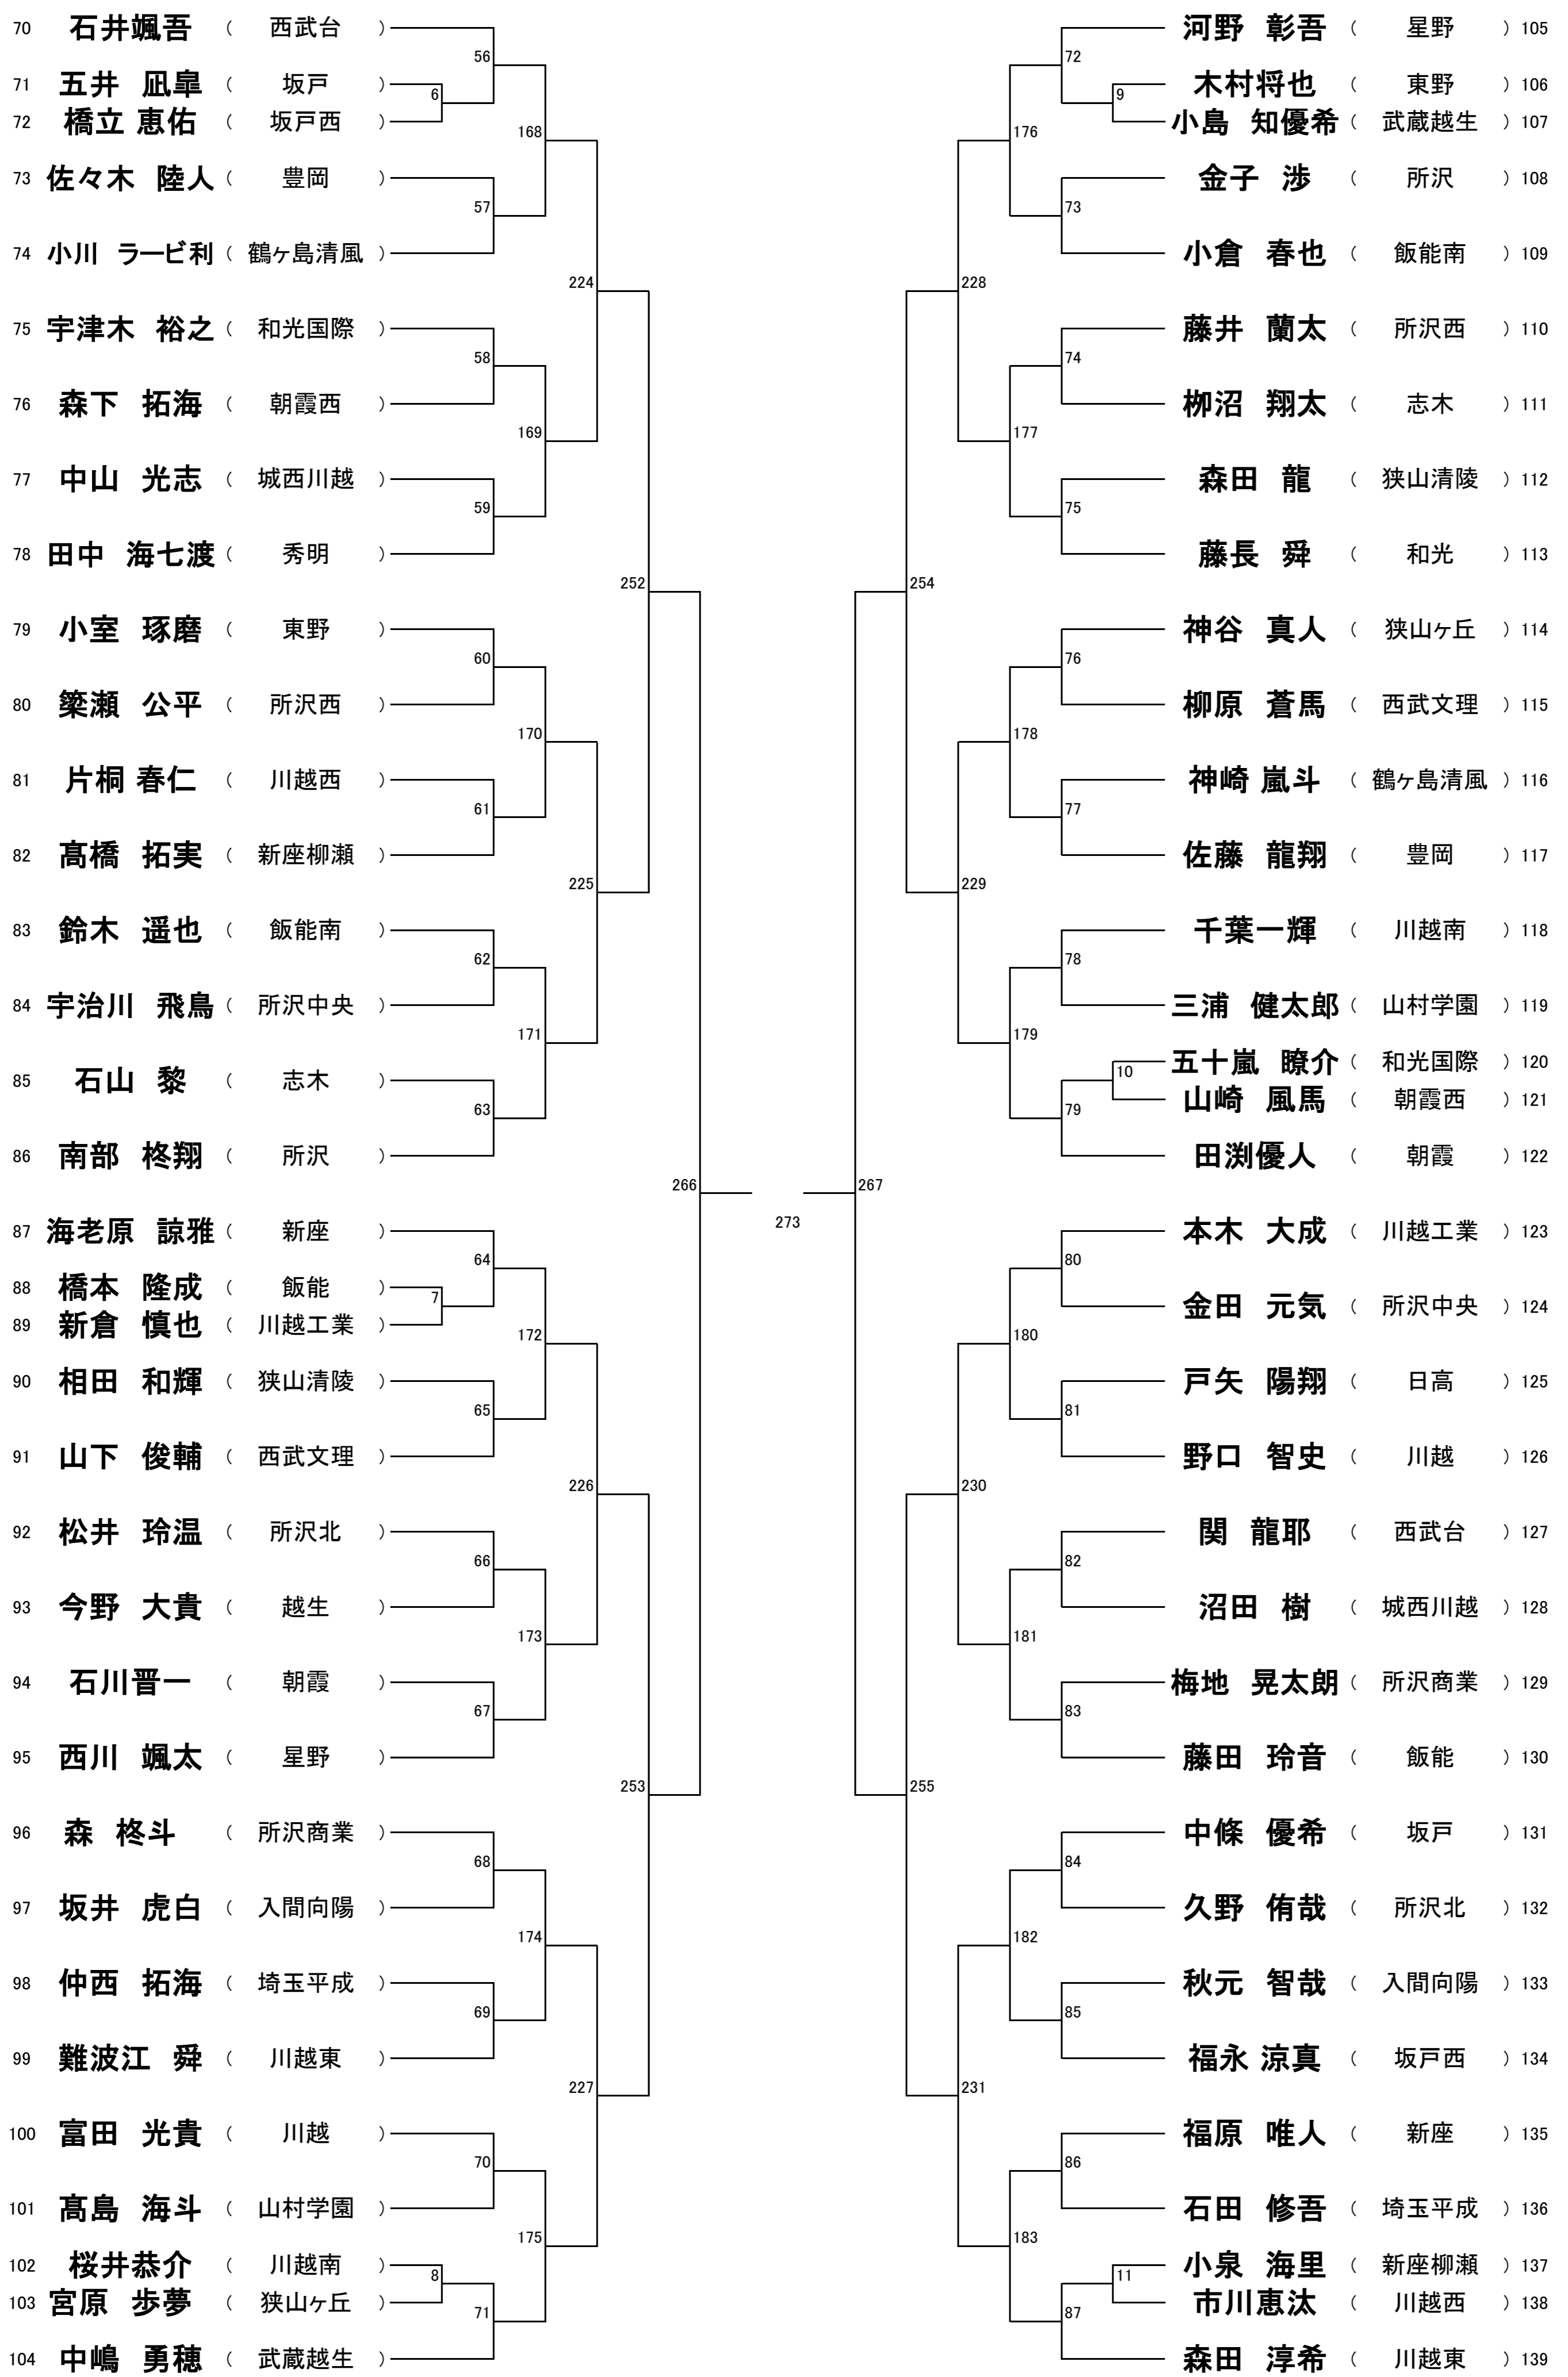 70 石井颯吾 （ 西武台 ）
71 五井 凪皐 （ 坂戸 ）
72 橋立 恵佑 （ 坂戸西 ）
73 佐々木 陸人 （ 豊岡 ）
74 小川 ラービ利 （ 鶴ヶ島清風 ）
75 宇津木 裕之 （ 和光国際 ）
76 森下 拓海 （ 朝霞西 ）
77 中山 光志 （ 城西川越 ）
78 田中 海七渡 （ 秀明 ）
79 小室 琢磨 （ 東野 ）
80 簗瀬 公平 （ 所沢西 ）
81 片桐 春仁 （ 川越西 ）
82 髙橋 拓実 （ 新座柳瀬 ）
83 鈴木 遥也 （ 飯能南 ）
84 宇治川 飛鳥 （ 所沢中央 ）
85 石山 黎 （ 志木 ）
86 南部 柊翔 （ 所沢 ）
87 海老原 諒雅 （ 新座 ）
88 橋本 隆成 （ 飯能 ）
89 新倉 慎也 （ 川越工業 ）
90 相田 和輝 （ 狭山清陵 ）
91 山下 俊輔 （ 西武文理 ）
92 松井 玲温 （ 所沢北 ）
93 今野 大貴 （ 越生 ）
94 石川晋一 （ 朝霞 ）
95 西川 颯太 （ 星野 ）
96 森 柊斗 （ 所沢商業 ）
97 坂井 虎白 （ 入間向陽 ）
98 仲西 拓海 （ 埼玉平成 ）
99 難波江 舜 （ 川越東 ）
100 富田 光貴 （ 川越 ）
101 髙島 海斗 （ 山村学園 ）
102 桜井恭介 （ 川越南 ）
103 宮原 歩夢 （ 狭山ヶ丘 ）
104 中嶋 勇穂 （ 武蔵越生 ）
6
7
8
56
57
58
59
60
61
62
63
64
65
66
67
68
69
70
71
168
169
170
171
172
173
174
175
224
225
226
227
252
253
266
273
267
254
255
228
229
230
231
176
177
178
179
180
181
182
183
72
73
74
75
76
77
78
79
80
81
82
83
84
85
86
87
9
10
11
河野 彰吾 （ 星野 ） 105
木村将也 （ 東野 ） 106
小島 知優希 （ 武蔵越生 ） 107
金子 渉 （ 所沢 ） 108
小倉 春也 （ 飯能南 ） 109
藤井 蘭太 （ 所沢西 ） 110
栁沼 翔太 （ 志木 ） 111
森田 龍 （ 狭山清陵 ） 112
藤長 舜 （ 和光 ） 113
神谷 真人 （ 狭山ヶ丘 ） 114
柳原 蒼馬 （ 西武文理 ） 115
神崎 嵐斗 （ 鶴ヶ島清風 ） 116
佐藤 龍翔 （ 豊岡 ） 117
千葉一輝 （ 川越南 ） 118
三浦 健太郎 （ 山村学園 ） 119
五十嵐 瞭介 （ 和光国際 ） 120
山崎 風馬 （ 朝霞西 ） 121
田渕優人 （ 朝霞 ） 122
本木 大成 （ 川越工業 ） 123
金田 元気 （ 所沢中央 ） 124
戸矢 陽翔 （ 日高 ） 125
野口 智史 （ 川越 ） 126
関 龍耶 （ 西武台 ） 127
沼田 樹 （ 城西川越 ） 128
梅地 晃太朗 （ 所沢商業 ） 129
藤田 玲音 （ 飯能 ） 130
中條 優希 （ 坂戸 ） 131
久野 侑哉 （ 所沢北 ） 132
秋元 智哉 （ 入間向陽 ） 133
福永 涼真 （ 坂戸西 ） 134
福原 唯人 （ 新座 ） 135
石田 修吾 （ 埼玉平成 ） 136
小泉 海里 （ 新座柳瀬 ） 137
市川恵汰 （ 川越西 ） 138
森田 淳希 （ 川越東 ） 139